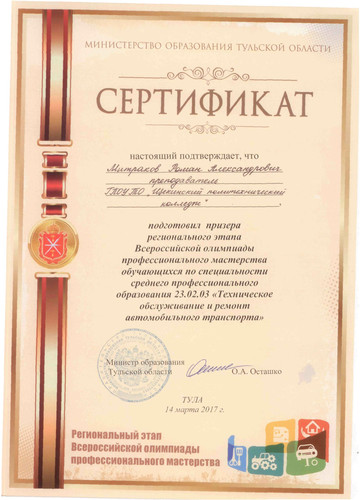 МИНИСТЕРСТВО ОБРАЗОВАНИЯ ТУЛЬСКОЙ ОБЛАСТИ
СЕРТИФИКАТ
настоящий подтверждает, что
Митраков Роман Александрович
преподаватель
ГПОУ ТО "Щекинский политехнический
колледж",
подготовил призера
регионального этапа
Всероссийской олимпиады
профессионального мастерства
обучающихся по специальности
среднего профессионального
образования 23.02.03 «Техническое
обслуживание и ремонт
автомобильного транспорта»
Министр образования
Тульской области
О.А. Осташко
ТУЛА
14 марта 2017 г.
Региональный этап
Всероссийской олимпиады
профессионального мастерства